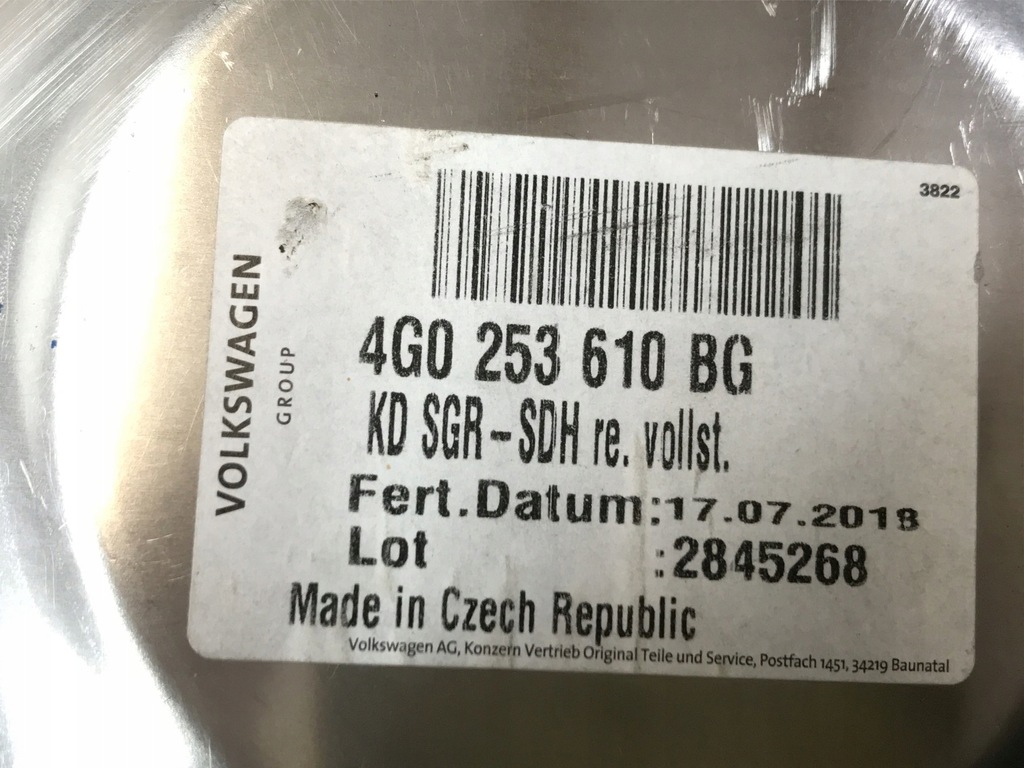 3822
VOLKSWAGEN
GROUP
4G0 253 610 BG
KD SGR-SDH re. vollst.
Fert.Datum:17.07.2018
Lot :2845268
Made in Czech Republic
Volkswagen AG, Konzern Vertrieb Original Teile und Service, Postfach 1451, 34219 Baunatal